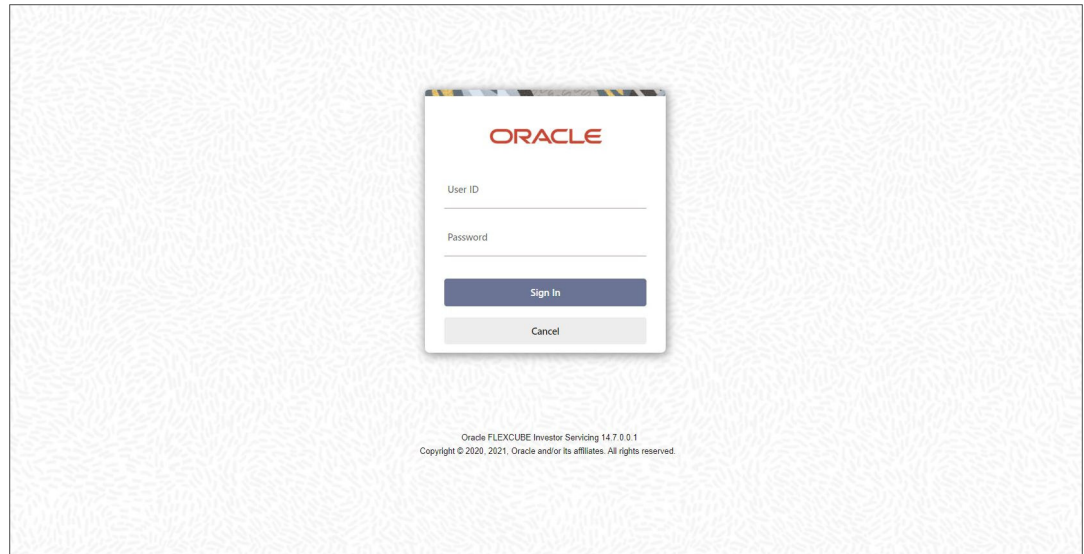 ORACLE
User ID
Password
Sign In
Cancel
Oracle FLEXCUBE Investor Servicing 14.7.0.0.1
Copyright © 2020, 2021, Oracle and/or its affiliates. All rights reserved.